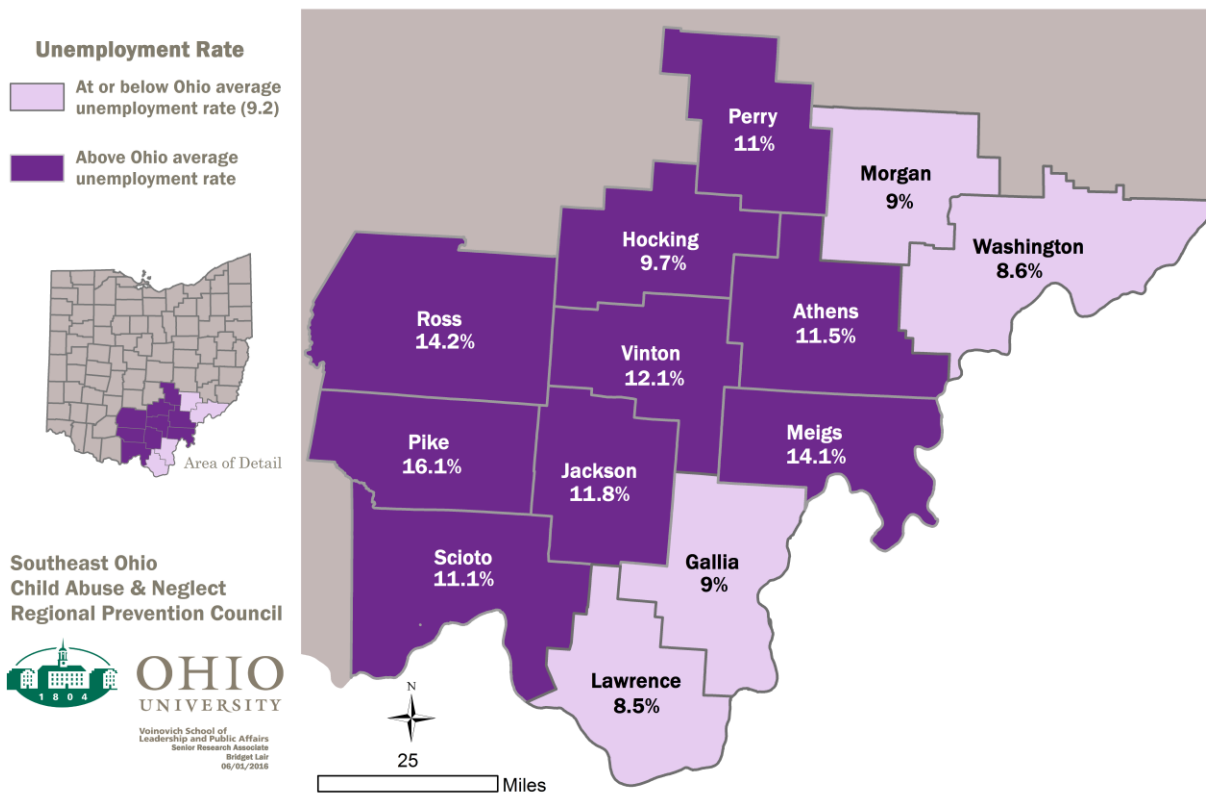 Unemployment Rate
At or below Ohio average
unemployment rate (9.2)
Above Ohio average
unemployment rate
Area of Detail
Southeast Ohio
Child Abuse & Neglect
Regional Prevention Council
1804
OHIO
UNIVERSITY
Voinovich School of
Leadership and Public Affairs
Senior Research Associate
Bridget Lair
06/01/2016
Perry
11%
Morgan
9%
Washington
8.6%
Hocking
9.7%
Athens
11.5%
Ross
14.2%
Vinton
12.1%
Meigs
14.1%
Pike
16.1%
Jackson
11.8%
Scioto
11.1%
Gallia
9%
Lawrence
8.5%
N
25
Miles